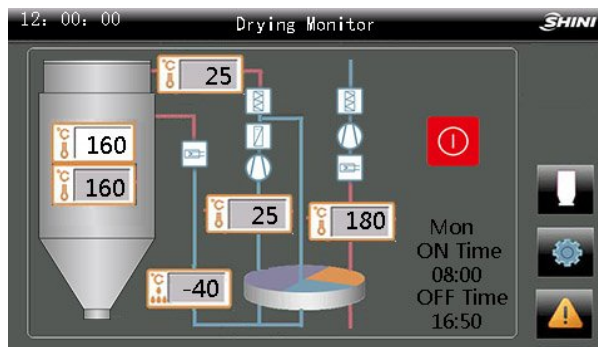 12: 00: 00
Drying Monitor
SHINI
°C 25
°C 160
°C 160
°C 25
°C 180
°C -40
Mon
ON Time
08:00
OFF Time
16:50